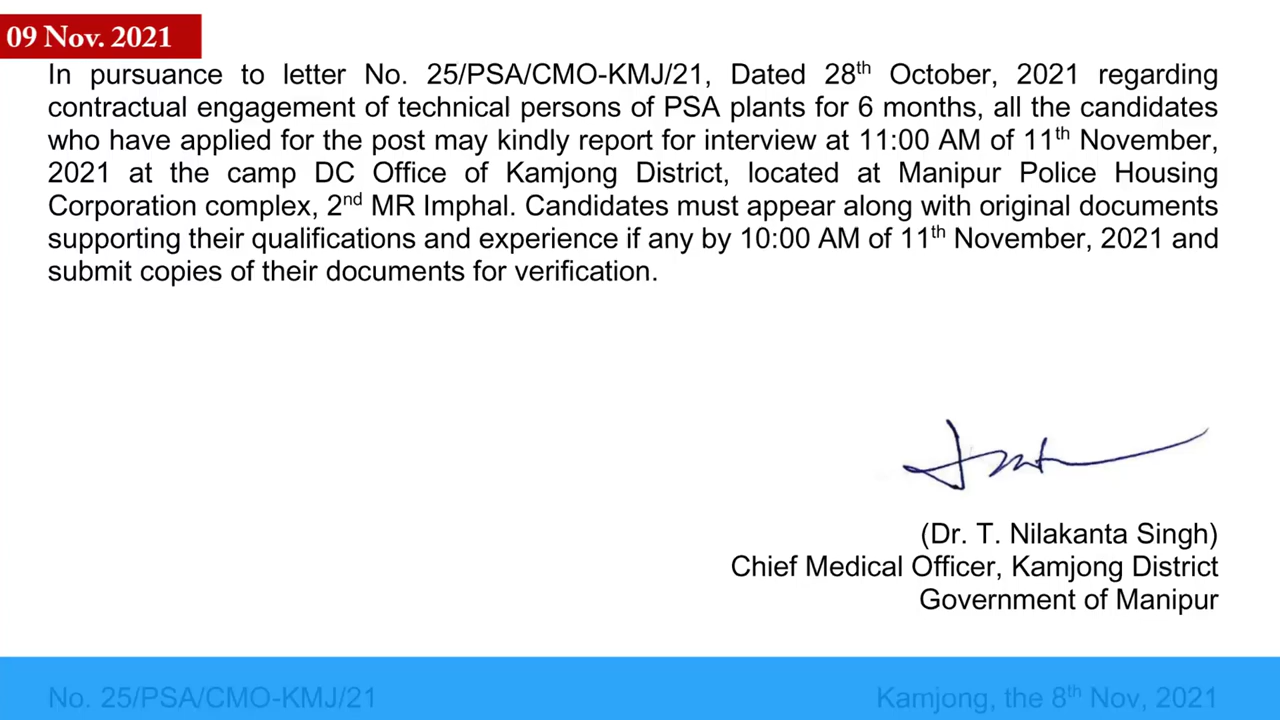 09 Nov. 2021
In pursuance to letter No. 25/PSA/CMO-KMJ/21, Dated 28th October, 2021 regarding
contractual engagement of technical persons of PSA plants for 6 months, all the candidates
who have applied for the post may kindly report for interview at 11:00 AM of 11th November,
2021 at the camp DC Office of Kamjong District, located at Manipur Police Housing
Corporation complex, 2nd MR Imphal. Candidates must appear along with original documents
supporting their qualifications and experience if any by 10:00 AM of 11th November, 2021 and
submit copies of their documents for verification.
(Dr. T. Nilakanta Singh)
Chief Medical Officer, Kamjong District
Government of Manipur
No. 25/PSA/CMO-KMJ/21 Kamjong, the 8th Nov, 2021